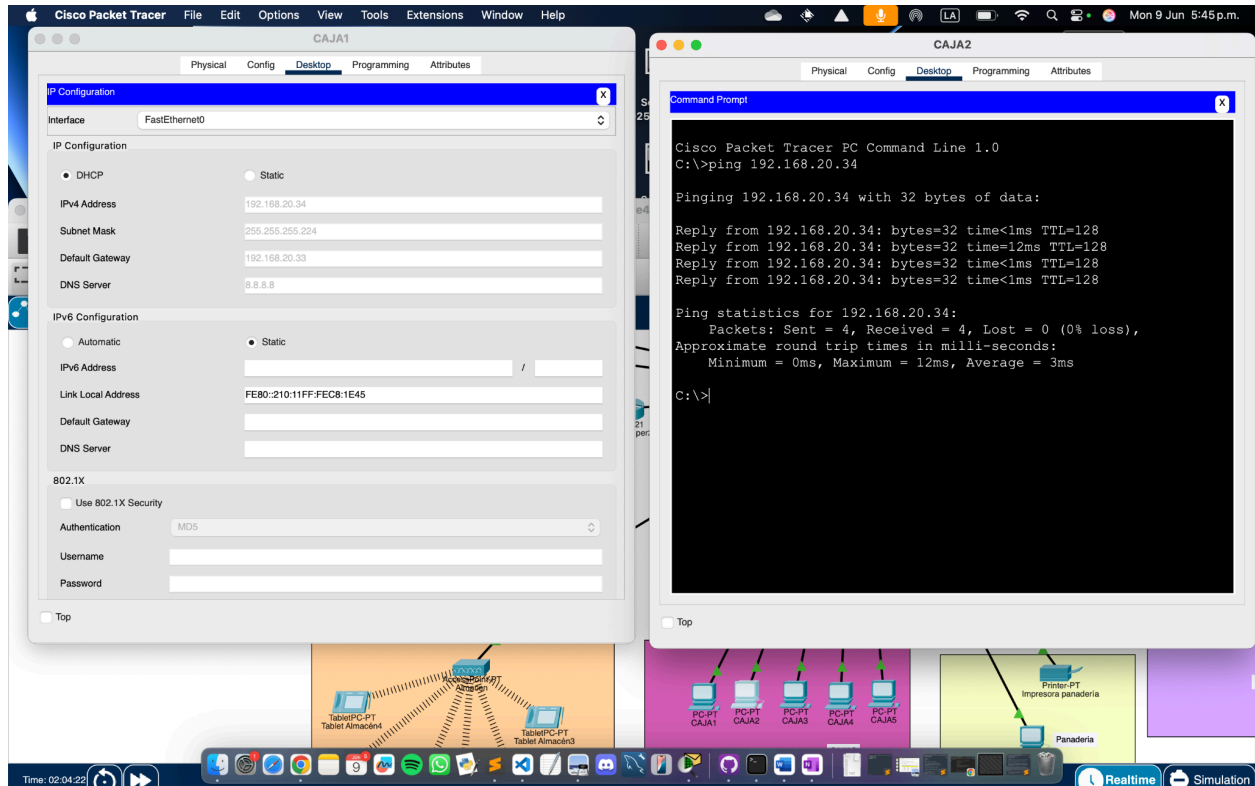 Cisco Packet Tracer File Edit Options View Tools Extensions Window Help
LA
Mon 9 Jun 5:45 p.m.
CAJA1
Physical Config Desktop Programming Attributes
IP Configuration
X
Interface FastEthernet0
IP Configuration
DHCP Static
IPv4 Address 192.168.20.34
Subnet Mask 255.255.255.224
Default Gateway 192.168.20.33
DNS Server 8.8.8.8
IPv6 Configuration
Automatic Static
IPv6 Address /
Link Local Address FE80::210:11FF:FEC8:1E45
Default Gateway
DNS Server
802.1X
Use 802.1X Security
Authentication MD5
Username
Password
Top
CAJA2
Physical Config Desktop Programming Attributes
Command Prompt
X
Cisco Packet Tracer PC Command Line 1.0
C:\>ping 192.168.20.34
Pinging 192.168.20.34 with 32 bytes of data:
Reply from 192.168.20.34: bytes=32 time<1ms TTL=128
Reply from 192.168.20.34: bytes=32 time=12ms TTL=128
Reply from 192.168.20.34: bytes=32 time<1ms TTL=128
Reply from 192.168.20.34: bytes=32 time<1ms TTL=128
Ping statistics for 192.168.20.34:
Packets: Sent = 4, Received = 4, Lost = 0 (0% loss),
Approximate round trip times in milli-seconds:
Minimum = 0ms, Maximum = 12ms, Average = 3ms
C:\>
Top
AccessPoint-PT
Almacen
TabletPC-PT
Tablet Almacén4
TabletPC-PT
Tablet Almacén3
PC-PT
CAJA1
PC-PT
CAJA2
PC-PT
CAJA3
PC-PT
CAJA4
PC-PT
CAJA5
Printer-PT
Impresora panadería
Panaderia
Time: 02:04:22
Realtime
Simulation